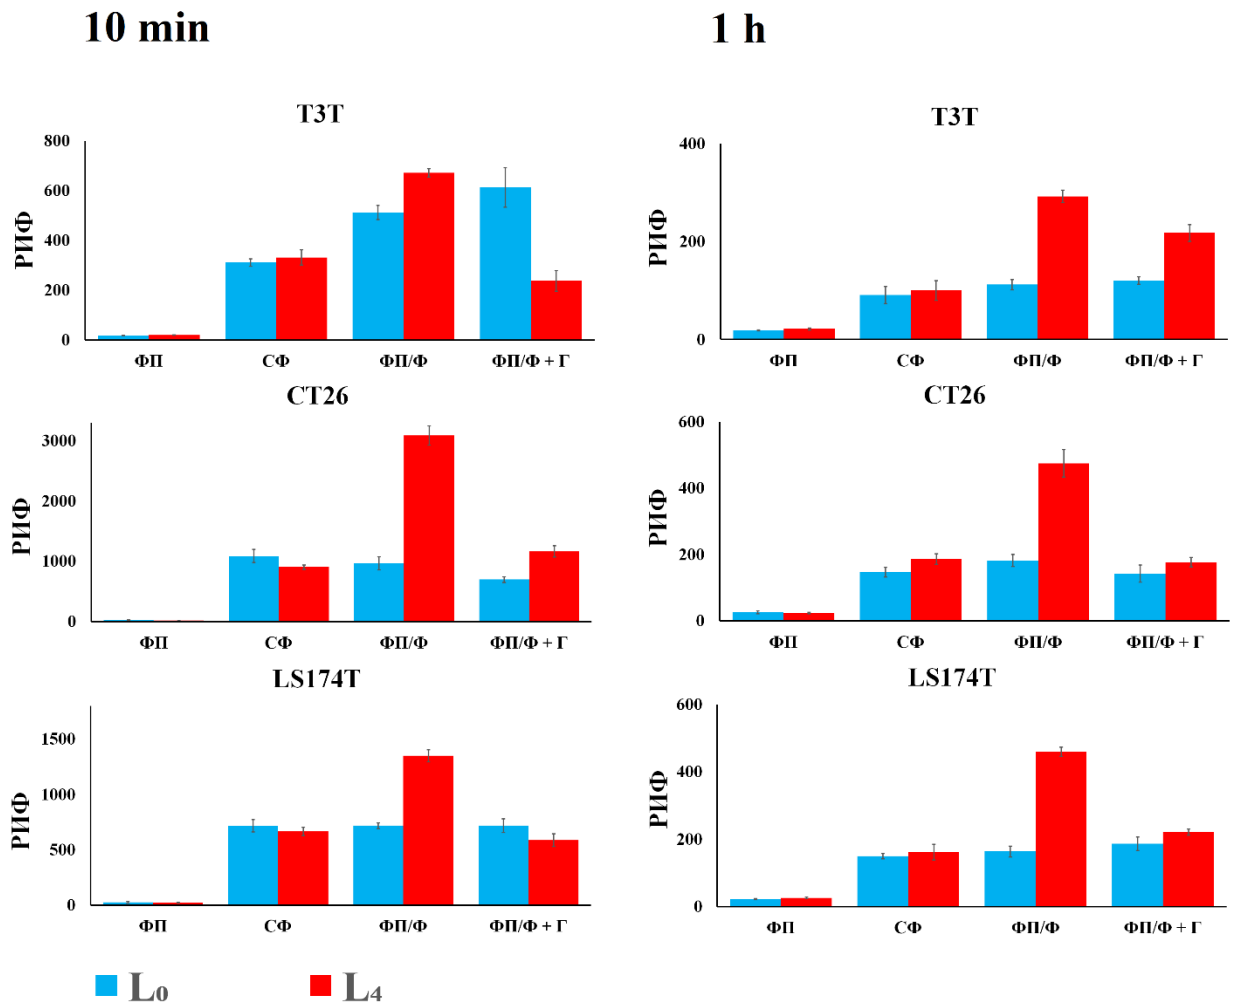 10 min
1 h
T3T
РИФ
800
600
400
200
0
ФП СФ ФП/Ф ФП/Ф + Г
T3T
РИФ
400
200
0
ФП СФ ФП/Ф ФП/Ф + Г
CT26
РИФ
3000
2000
1000
0
ФП СФ ФП/Ф ФП/Ф + Г
CT26
РИФ
600
400
200
0
ФП СФ ФП/Ф ФП/Ф + Г
LS174T
РИФ
1500
1000
500
0
ФП СФ ФП/Ф ФП/Ф + Г
LS174T
РИФ
600
400
200
0
ФП СФ ФП/Ф ФП/Ф + Г
L₀ L₄